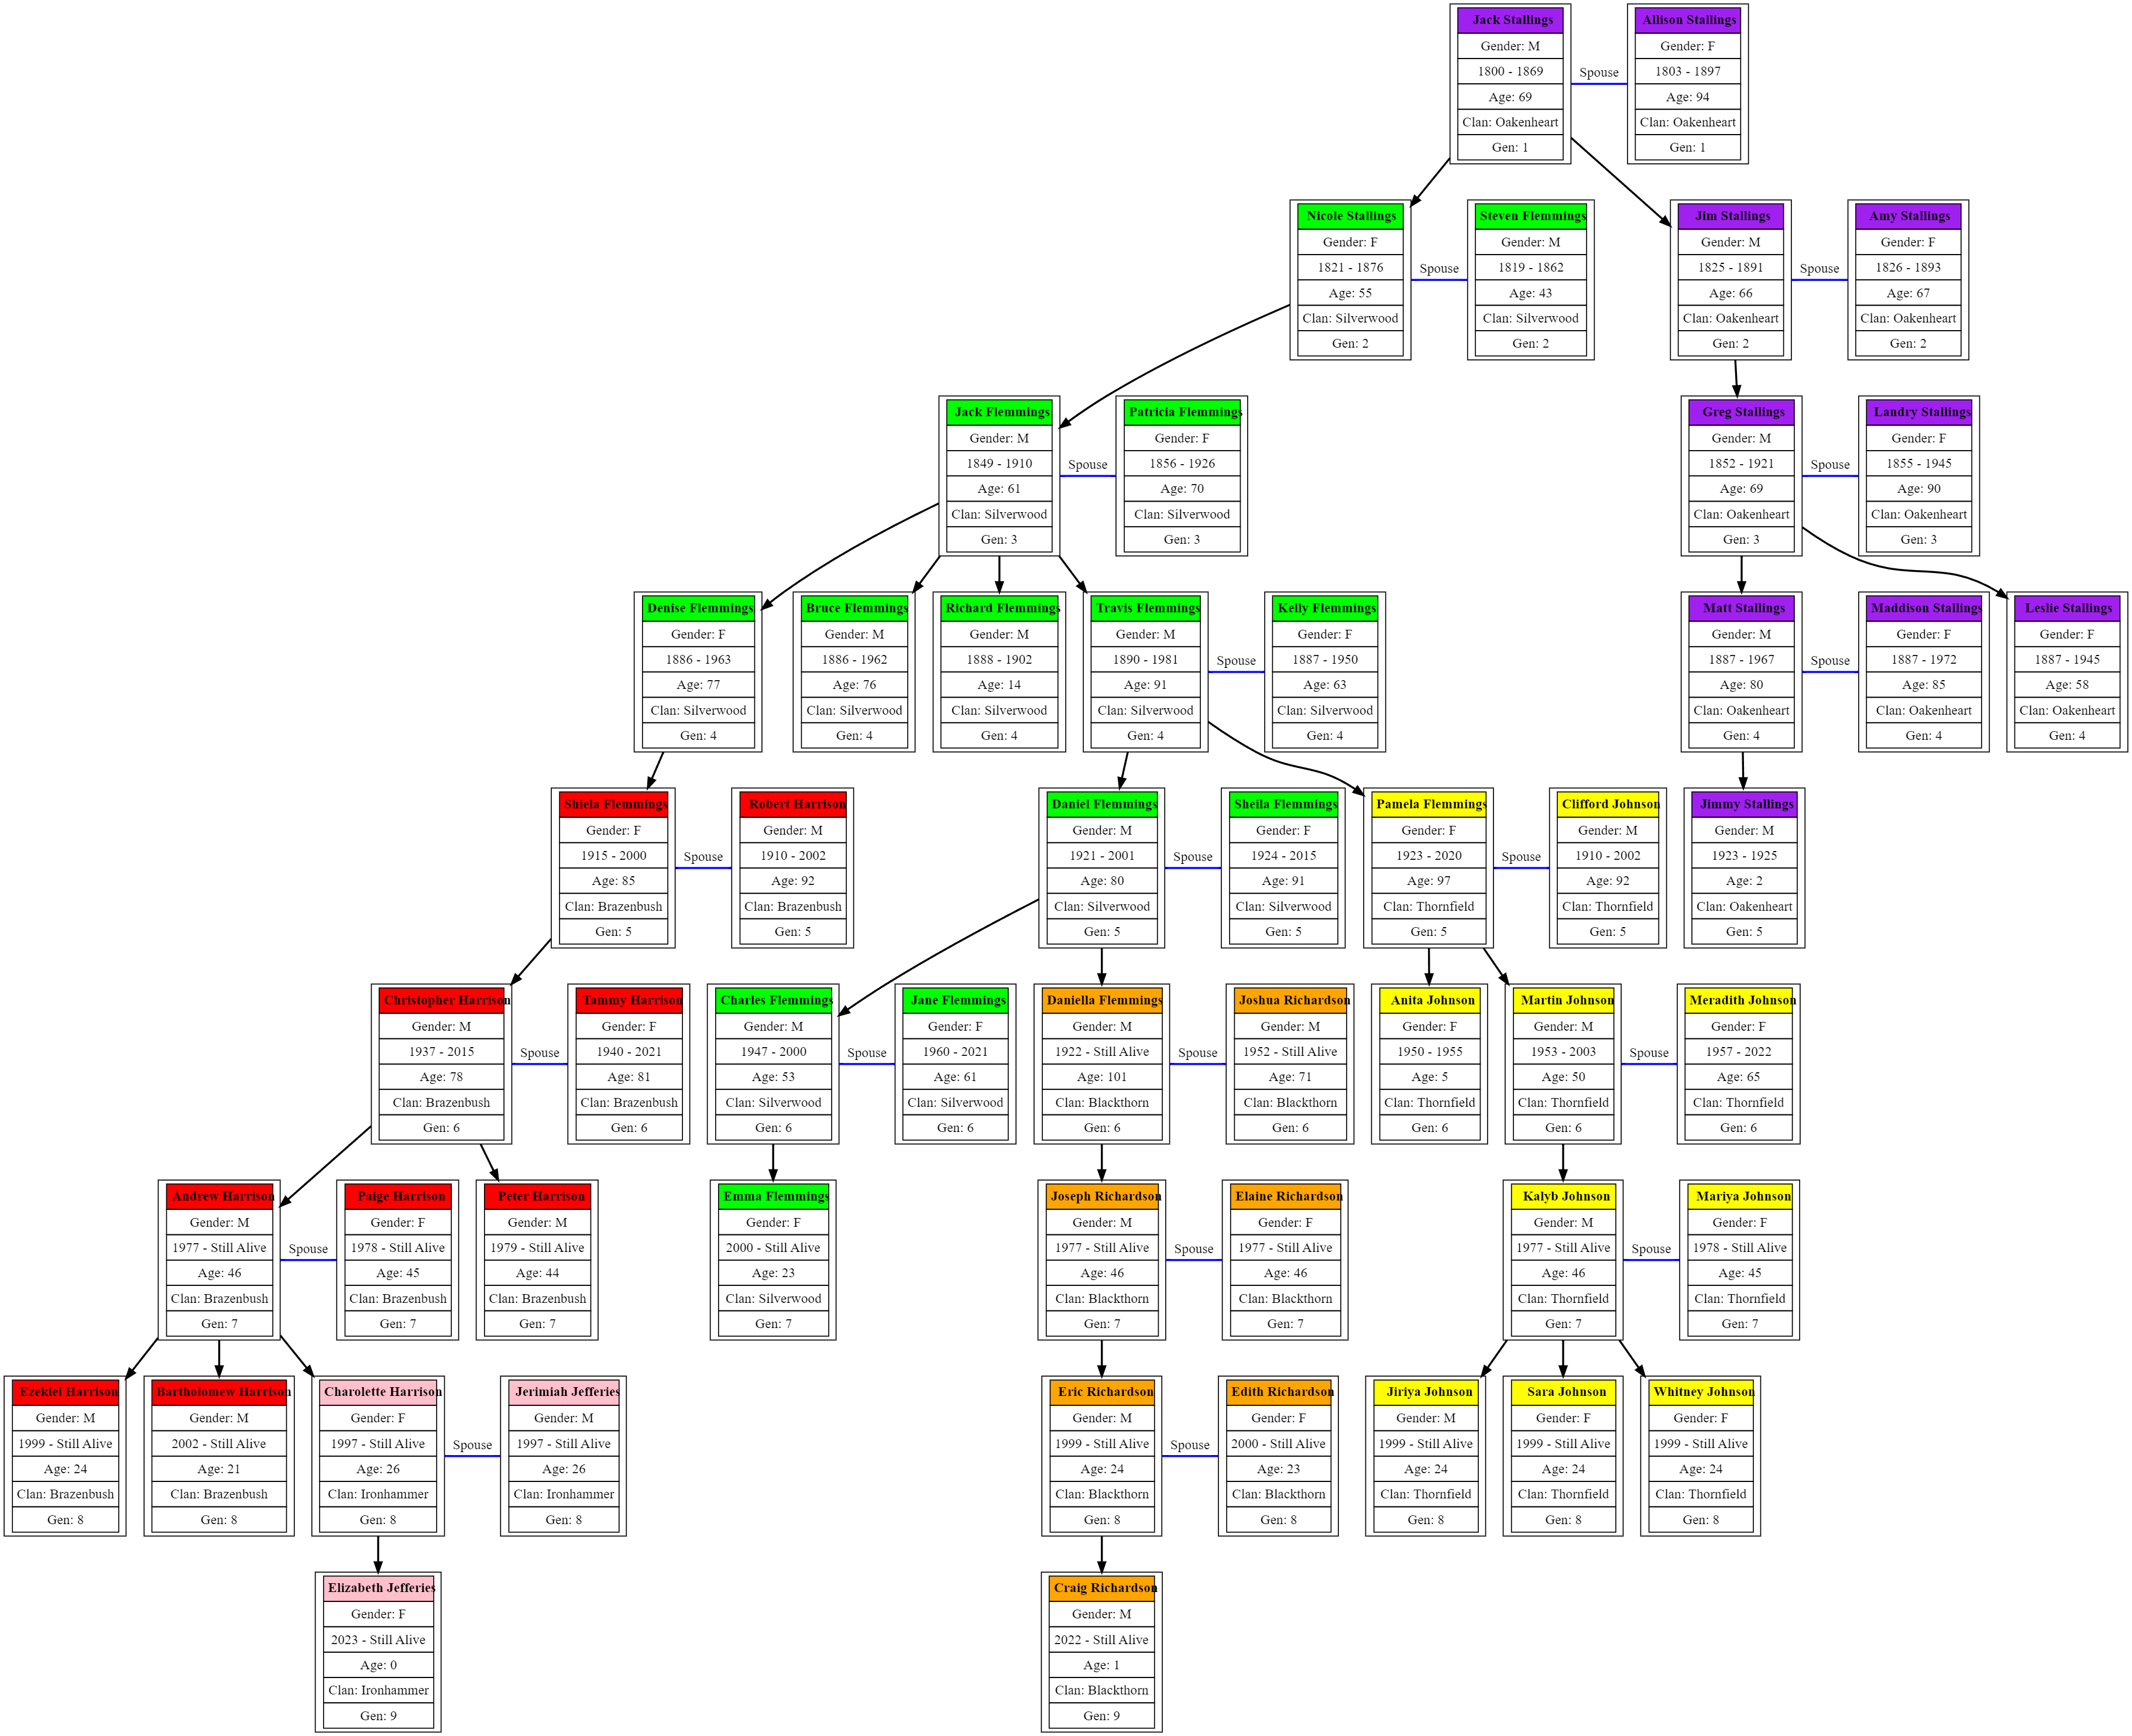 Jack Stallings
Gender: M
1800 - 1869
Age: 69
Clan: Oakenheart
Gen: 1
Spouse
Allison Stallings
Gender: F
1803 - 1897
Age: 94
Clan: Oakenheart
Gen: 1
Nicole Stallings
Gender: F
1821 - 1876
Age: 55
Clan: Silverwood
Gen: 2
Spouse
Steven Flemmings
Gender: M
1819 - 1862
Age: 43
Clan: Silverwood
Gen: 2
Jim Stallings
Gender: M
1825 - 1891
Age: 66
Clan: Oakenheart
Gen: 2
Spouse
Amy Stallings
Gender: F
1826 - 1893
Age: 67
Clan: Oakenheart
Gen: 2
Jack Flemmings
Gender: M
1849 - 1910
Age: 61
Clan: Silverwood
Gen: 3
Spouse
Patricia Flemmings
Gender: F
1856 - 1926
Age: 70
Clan: Silverwood
Gen: 3
Greg Stallings
Gender: M
1852 - 1921
Age: 69
Clan: Oakenheart
Gen: 3
Spouse
Landry Stallings
Gender: F
1855 - 1945
Age: 90
Clan: Oakenheart
Gen: 3
Denise Flemmings
Gender: F
1886 - 1963
Age: 77
Clan: Silverwood
Gen: 4
Bruce Flemmings
Gender: M
1886 - 1962
Age: 76
Clan: Silverwood
Gen: 4
Richard Flemmings
Gender: M
1888 - 1902
Age: 14
Clan: Silverwood
Gen: 4
Travis Flemmings
Gender: M
1890 - 1981
Age: 91
Clan: Silverwood
Gen: 4
Spouse
Kelly Flemmings
Gender: F
1887 - 1950
Age: 63
Clan: Silverwood
Gen: 4
Matt Stallings
Gender: M
1887 - 1967
Age: 80
Clan: Oakenheart
Gen: 4
Spouse
Maddison Stallings
Gender: F
1887 - 1972
Age: 85
Clan: Oakenheart
Gen: 4
Leslie Stallings
Gender: F
1887 - 1945
Age: 58
Clan: Oakenheart
Gen: 4
Shiela Flemmings
Gender: F
1915 - 2000
Age: 85
Clan: Brazenbush
Gen: 5
Spouse
Robert Harrison
Gender: M
1910 - 2002
Age: 92
Clan: Brazenbush
Gen: 5
Daniel Flemmings
Gender: M
1921 - 2001
Age: 80
Clan: Silverwood
Gen: 5
Spouse
Sheila Flemmings
Gender: F
1924 - 2015
Age: 91
Clan: Silverwood
Gen: 5
Pamela Flemmings
Gender: F
1923 - 2020
Age: 97
Clan: Thornfield
Gen: 5
Spouse
Clifford Johnson
Gender: M
1910 - 2002
Age: 92
Clan: Thornfield
Gen: 5
Jimmy Stallings
Gender: M
1923 - 1925
Age: 2
Clan: Oakenheart
Gen: 5
Christopher Harrison
Gender: M
1937 - 2015
Age: 78
Clan: Brazenbush
Gen: 6
Spouse
Tammy Harrison
Gender: F
1940 - 2021
Age: 81
Clan: Brazenbush
Gen: 6
Charles Flemmings
Gender: M
1947 - 2000
Age: 53
Clan: Silverwood
Gen: 6
Spouse
Jane Flemmings
Gender: F
1960 - 2021
Age: 61
Clan: Silverwood
Gen: 6
Daniella Flemmings
Gender: M
1922 - Still Alive
Age: 101
Clan: Blackthorn
Gen: 6
Spouse
Joshua Richardson
Gender: M
1952 - Still Alive
Age: 71
Clan: Blackthorn
Gen: 6
Anita Johnson
Gender: F
1950 - 1955
Age: 5
Clan: Thornfield
Gen: 6
Martin Johnson
Gender: M
1953 - 2003
Age: 50
Clan: Thornfield
Gen: 6
Spouse
Meradith Johnson
Gender: F
1957 - 2022
Age: 65
Clan: Thornfield
Gen: 6
Andrew Harrison
Gender: M
1977 - Still Alive
Age: 46
Clan: Brazenbush
Gen: 7
Spouse
Paige Harrison
Gender: F
1978 - Still Alive
Age: 45
Clan: Brazenbush
Gen: 7
Peter Harrison
Gender: M
1979 - Still Alive
Age: 44
Clan: Brazenbush
Gen: 7
Emma Flemmings
Gender: F
2000 - Still Alive
Age: 23
Clan: Silverwood
Gen: 7
Joseph Richardson
Gender: M
1977 - Still Alive
Age: 46
Clan: Blackthorn
Gen: 7
Spouse
Elaine Richardson
Gender: F
1977 - Still Alive
Age: 46
Clan: Blackthorn
Gen: 7
Kalyb Johnson
Gender: M
1977 - Still Alive
Age: 46
Clan: Thornfield
Gen: 7
Spouse
Mariya Johnson
Gender: F
1978 - Still Alive
Age: 45
Clan: Thornfield
Gen: 7
Ezekiel Harrison
Gender: M
1999 - Still Alive
Age: 24
Clan: Brazenbush
Gen: 8
Bartholomew Harrison
Gender: M
2002 - Still Alive
Age: 21
Clan: Brazenbush
Gen: 8
Charolette Harrison
Gender: F
1997 - Still Alive
Age: 26
Clan: Ironhammer
Gen: 8
Spouse
Jerimiah Jefferies
Gender: M
1997 - Still Alive
Age: 26
Clan: Ironhammer
Gen: 8
Eric Richardson
Gender: M
1999 - Still Alive
Age: 24
Clan: Blackthorn
Gen: 8
Spouse
Edith Richardson
Gender: F
2000 - Still Alive
Age: 23
Clan: Blackthorn
Gen: 8
Jiriya Johnson
Gender: M
1999 - Still Alive
Age: 24
Clan: Thornfield
Gen: 8
Sara Johnson
Gender: F
1999 - Still Alive
Age: 24
Clan: Thornfield
Gen: 8
Whitney Johnson
Gender: F
1999 - Still Alive
Age: 24
Clan: Thornfield
Gen: 8
Elizabeth Jefferies
Gender: F
2023 - Still Alive
Age: 0
Clan: Ironhammer
Gen: 9
Craig Richardson
Gender: M
2022 - Still Alive
Age: 1
Clan: Blackthorn
Gen: 9